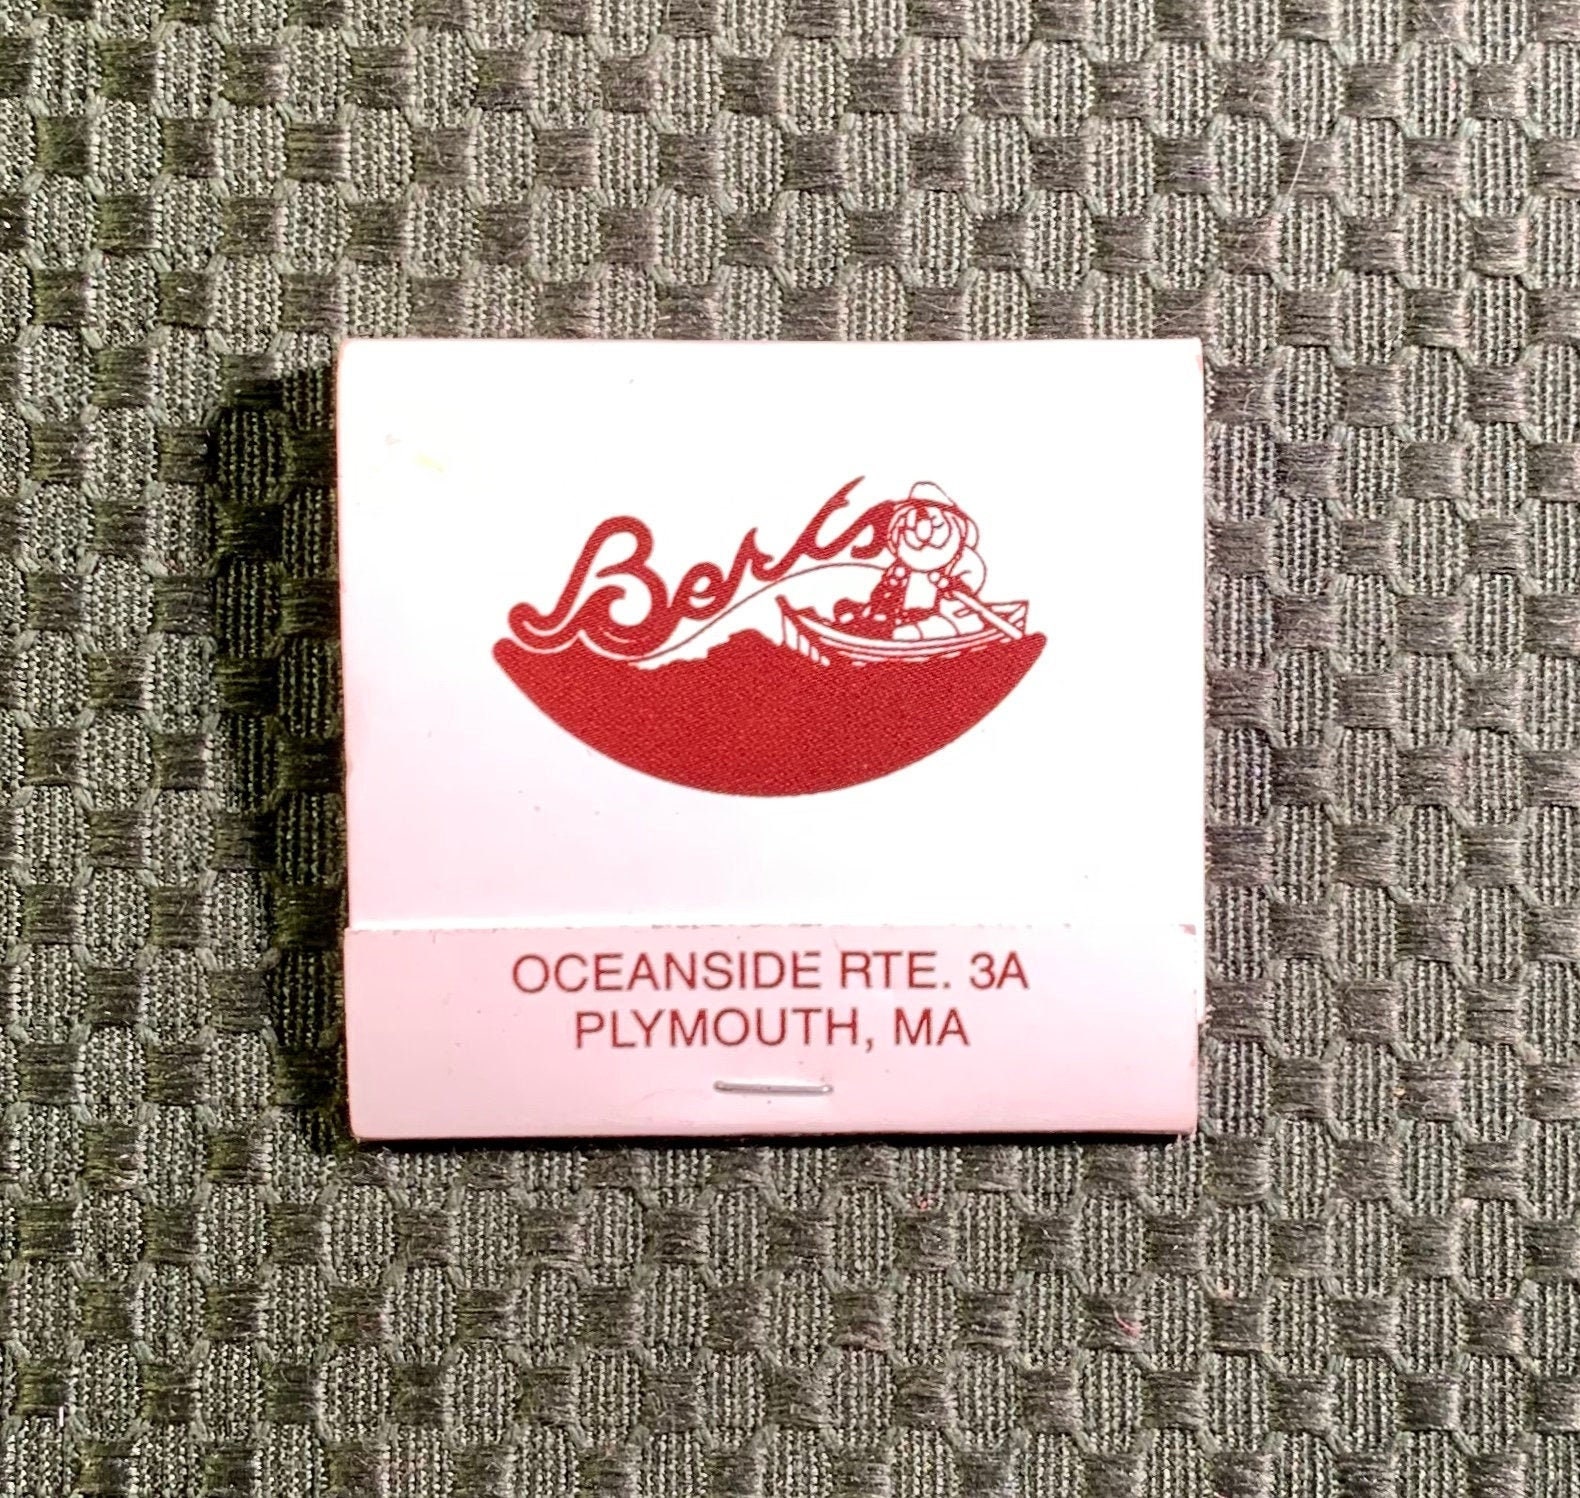 Bert's
OCEANSIDE RTE. 3A
PLYMOUTH, MA